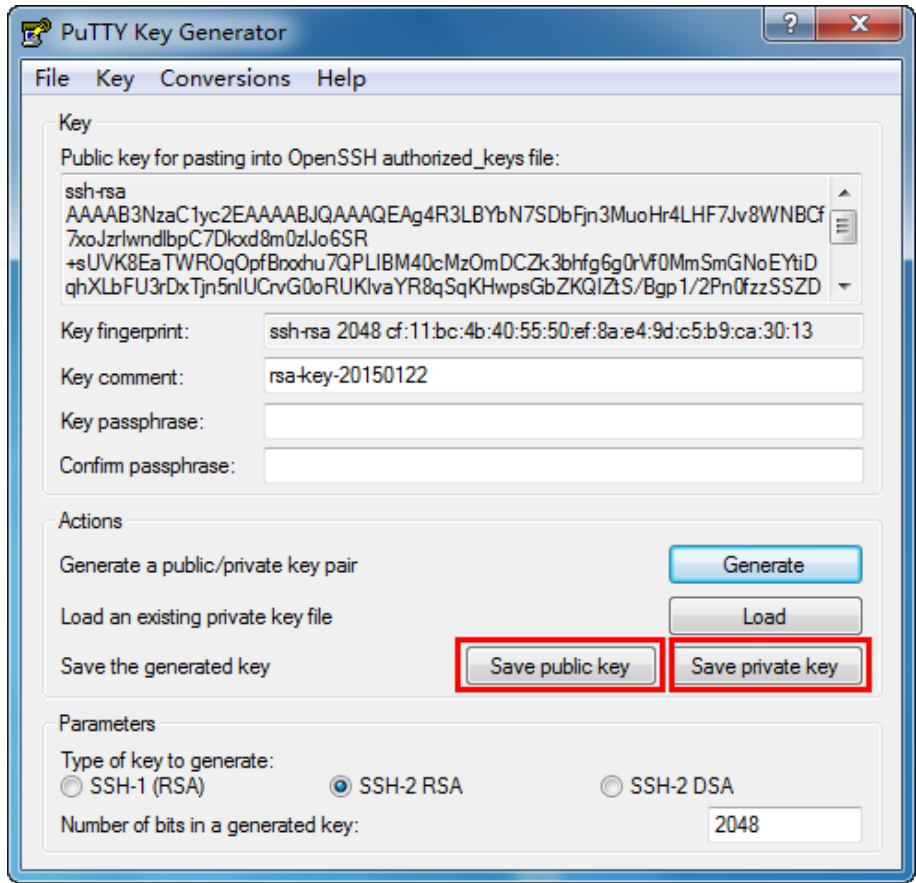 PuTTY Key Generator
File Key Conversions Help
Key
Public key for pasting into OpenSSH authorized_keys file:
ssh-rsa
AAAAB3NzaC1yc2EAAAABJQAAAQEAg4R3LBYbN7SDbFjn3MuoHr4LHF7Jv8WNBCf
7xoJzrlwndlbpC7Dkxd8m0zlJo6SR
+sUVK8EaTWROqOpfBrxxhu7QPLIBM40cMzOmDCZk3bhfg6g0rVf0MmSmGNoEYtiD
qhXLbFU3rDxTjn5nIUCrvG0oRUKIvaYR8qSqKHwpsGbZKQIZtS/Bgp1/2Pn0fzzSSZD
Key fingerprint: ssh-rsa 2048 cf:11:bc:4b:40:55:50:ef:8a:e4:9d:c5:b9:ca:30:13
Key comment: rsa-key-20150122
Key passphrase:
Confirm passphrase:
Actions
Generate a public/private key pair Generate
Load an existing private key file Load
Save the generated key Save public key Save private key
Parameters
Type of key to generate:
SSH-1 (RSA) SSH-2 RSA SSH-2 DSA
Number of bits in a generated key: 2048